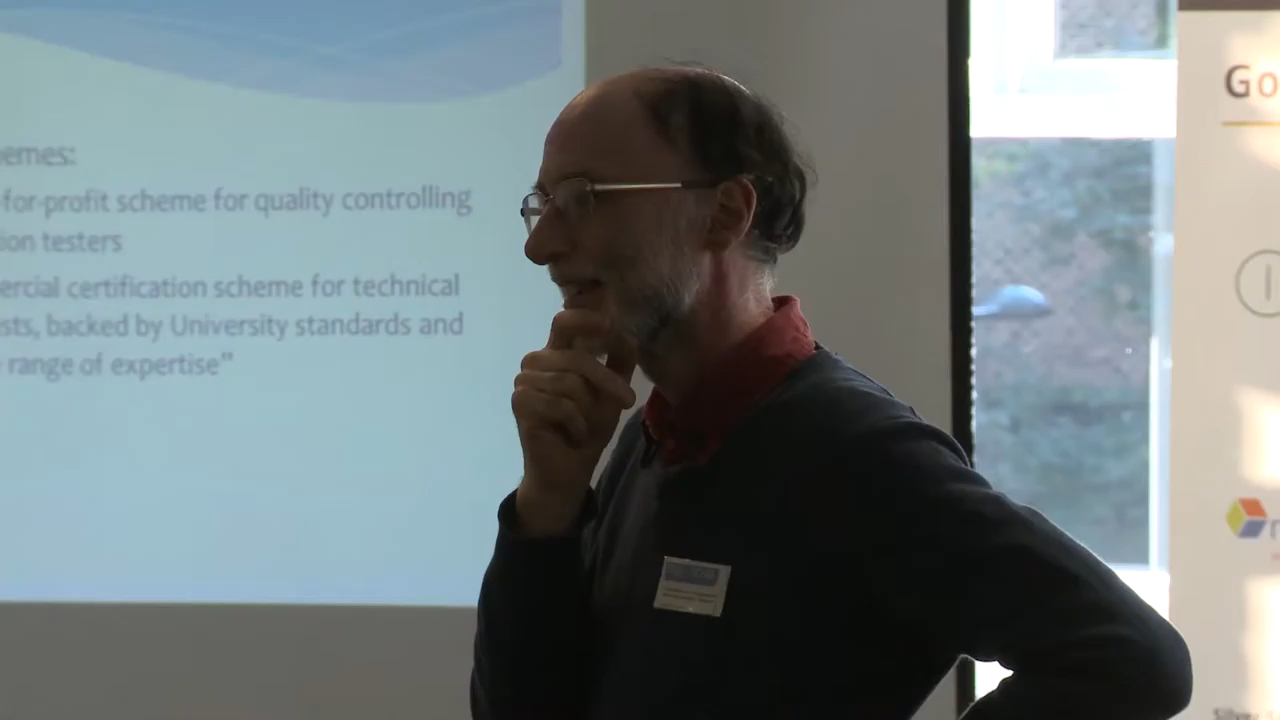 emes:
-for-profit scheme for quality controlling
ion testers
ercial certification scheme for technical
sts, backed by University standards and
range of expertise"
Go